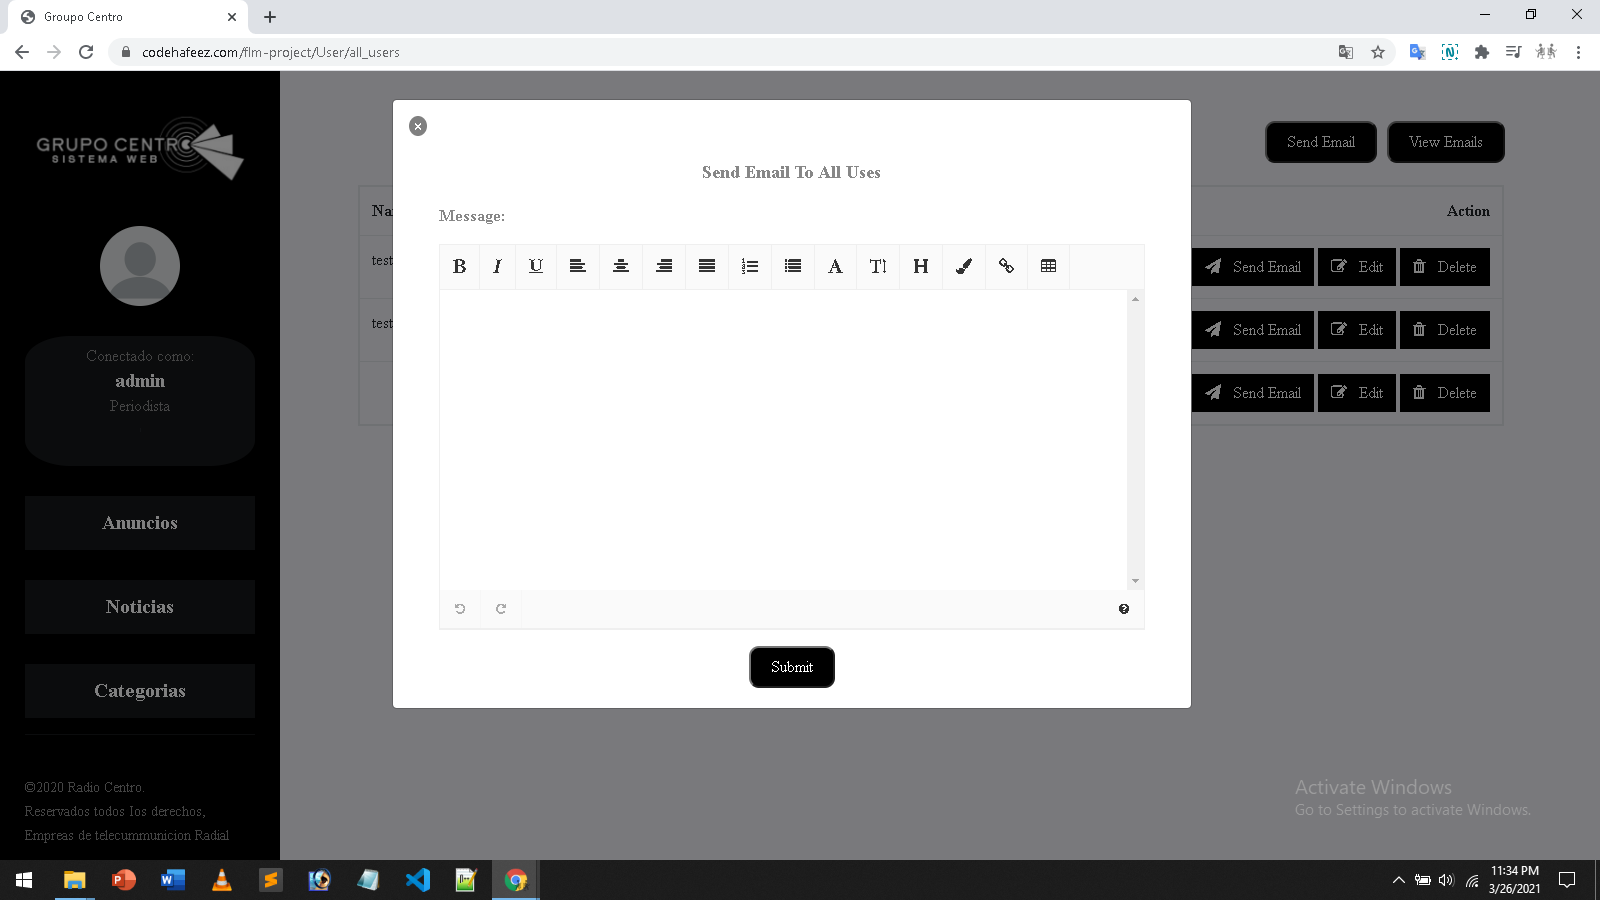 Groupo Centro
codehafeez.com/flm-project/User/all_users
GRUPO CENTRO
SISTEMA WEB
Conectado como:
admin
Periodista
Anuncios
Noticias
Categorias
©2020 Radio Centro.
Reservados todos los derechos,
Empreas de telecummunicion Radial
Send Email View Emails
Action
test
Send Email Edit Delete
test
Send Email Edit Delete
Send Email Edit Delete
Send Email To All Uses
Message:
B I U A TI H
Submit
Activate Windows
Go to Settings to activate Windows.
11:34 PM
3/26/2021